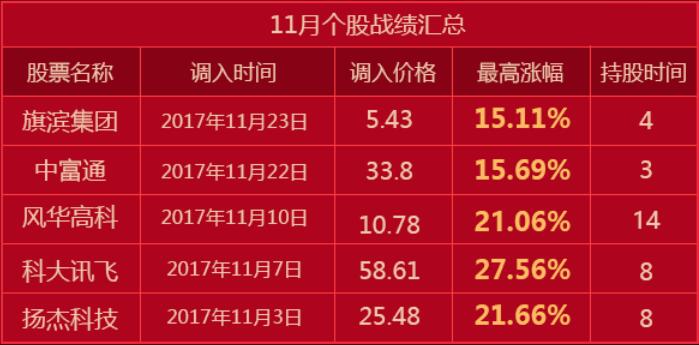 11月个股战绩汇总
股票名称 调入时间 调入价格 最高涨幅 持股时间
旗滨集团 2017年11月23日 5.43 15.11% 4
中富通 2017年11月22日 33.8 15.69% 3
风华高科 2017年11月10日 10.78 21.06% 14
科大讯飞 2017年11月7日 58.61 27.56% 8
扬杰科技 2017年11月3日 25.48 21.66% 8